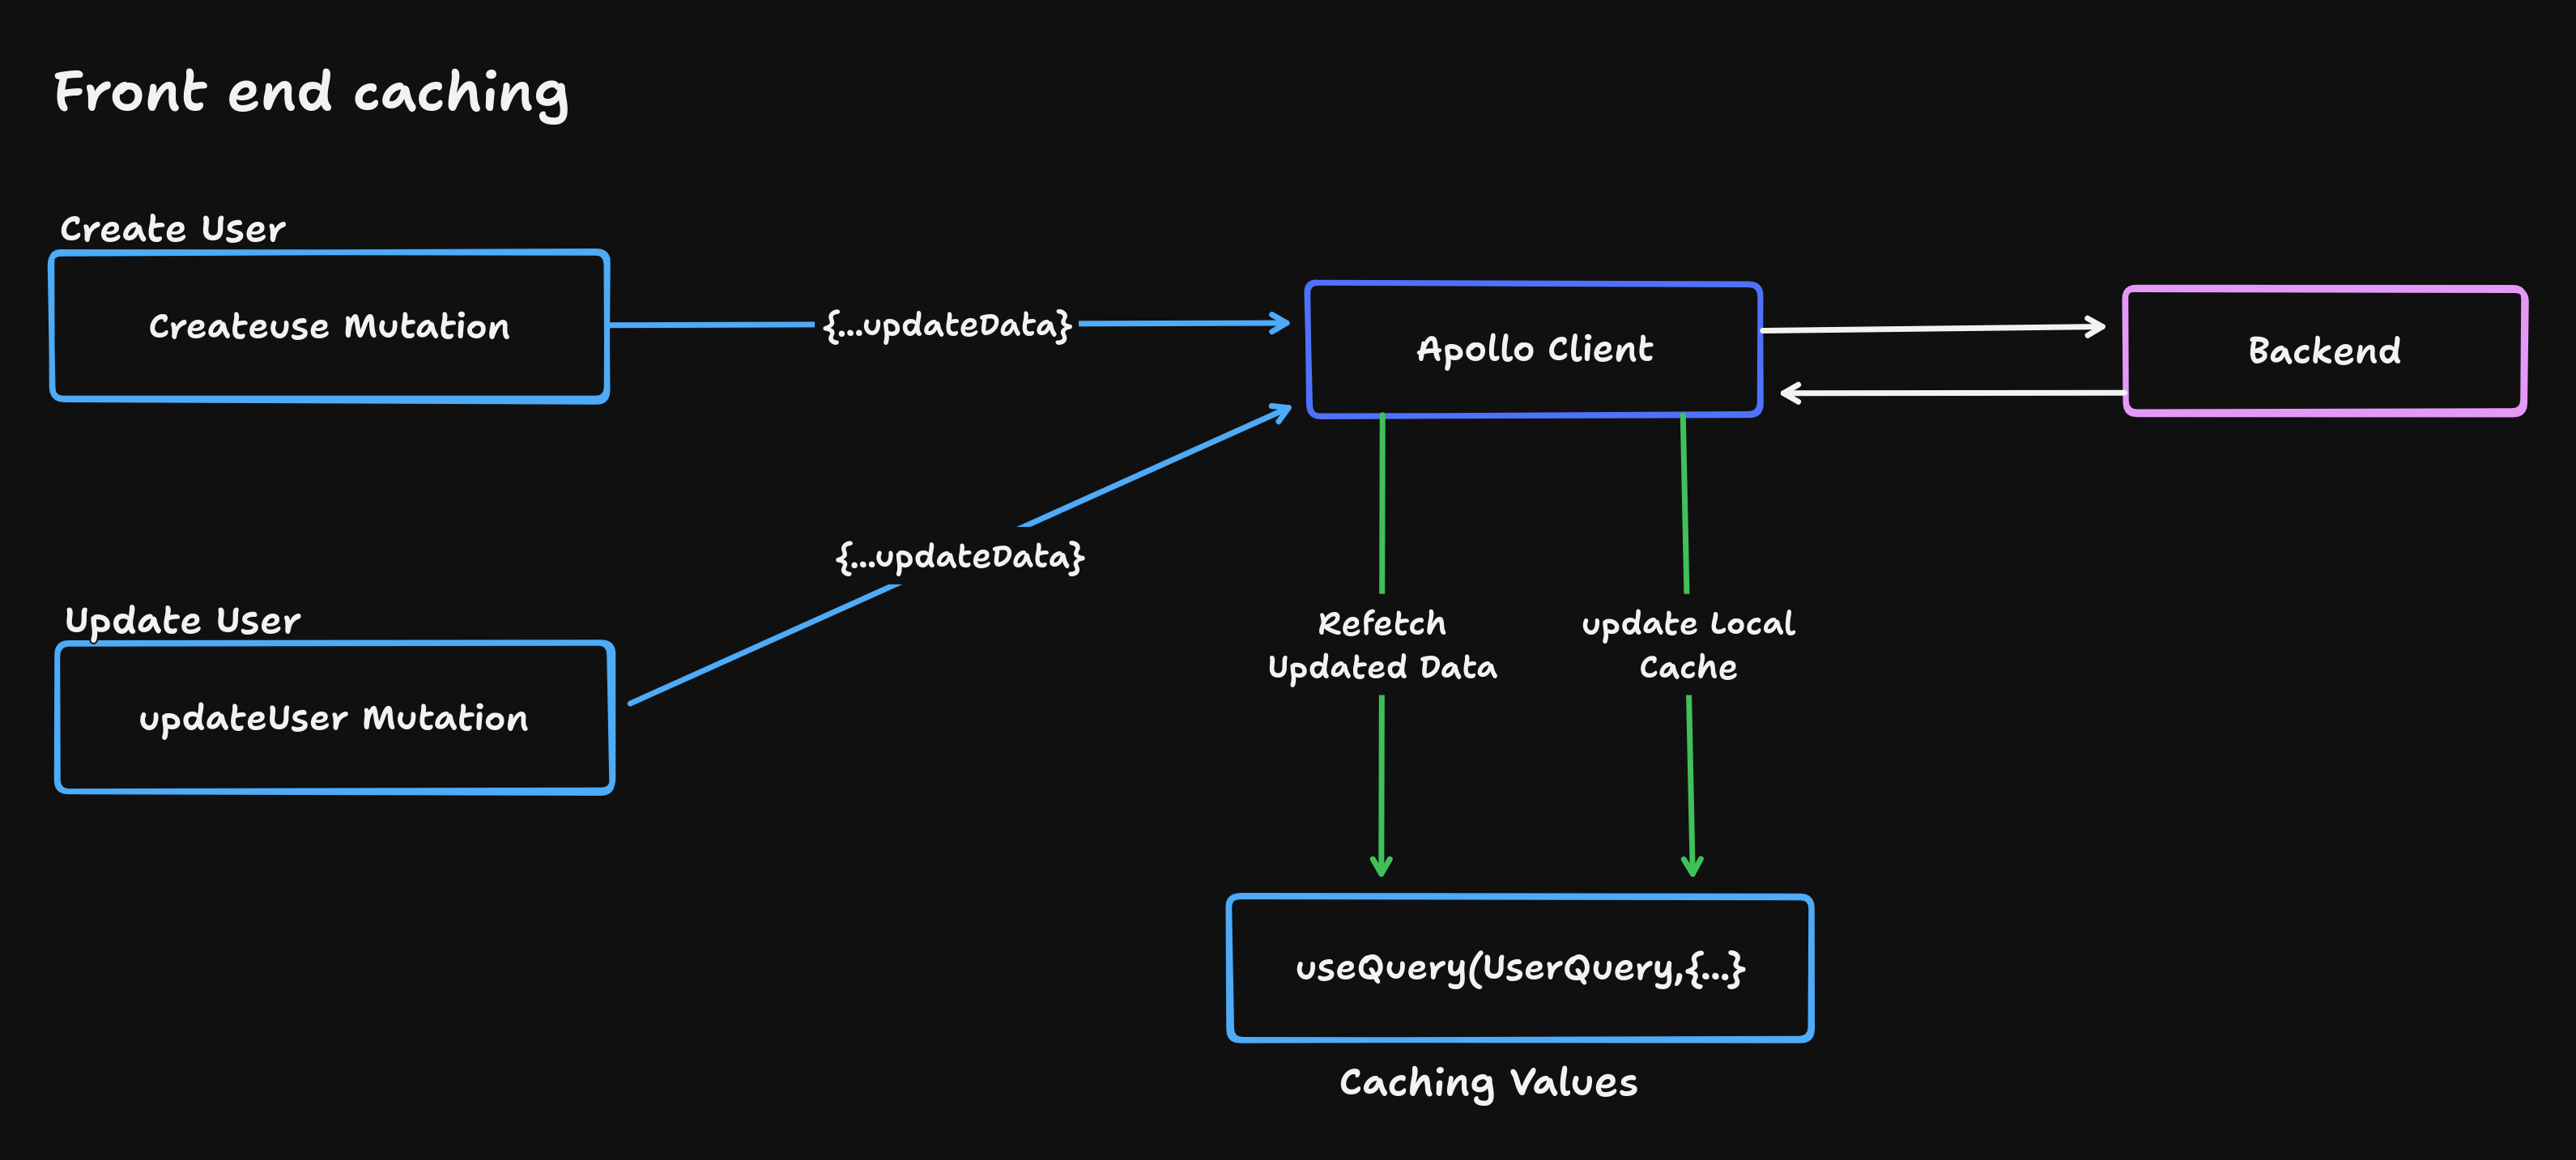 Front end caching
Create User
Createuse Mutation
{...updateData}
Apollo Client
Backend
{...updateData}
Update User
updateUser Mutation
Refetch
Updated Data
update Local
Cache
useQuery(UserQuery,{...}
Caching Values